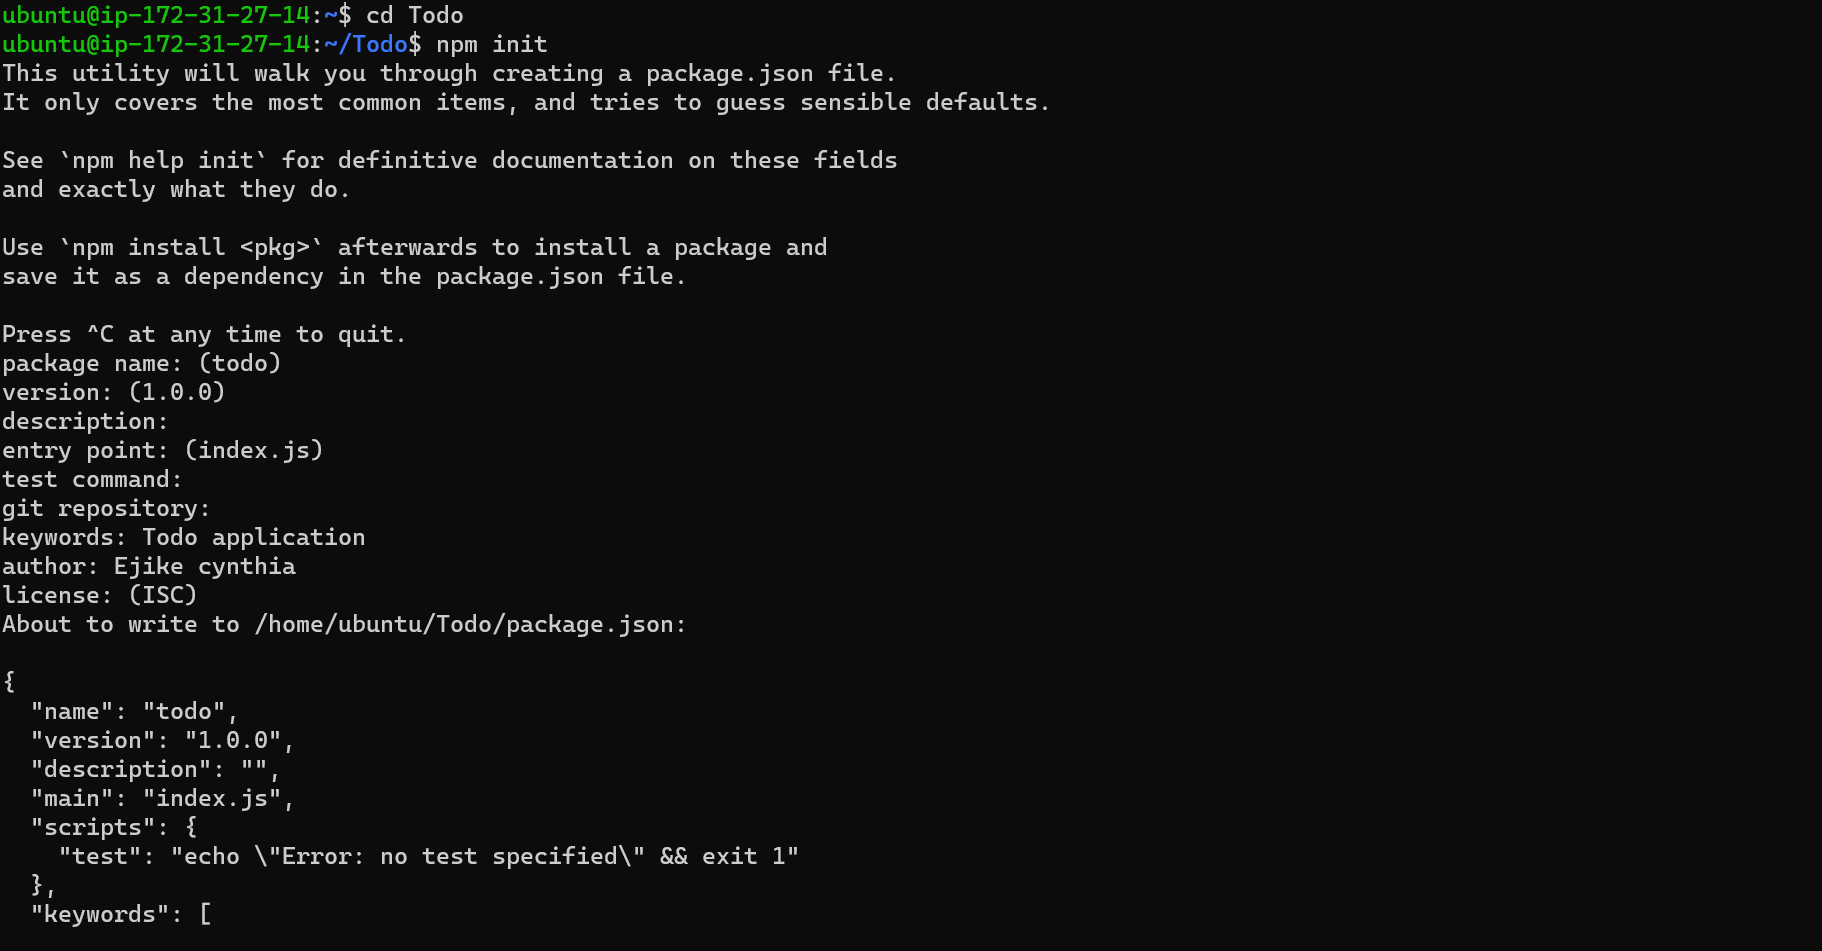 ubuntu@ip-172-31-27-14:~$ cd Todo
ubuntu@ip-172-31-27-14:~/Todo$ npm init
This utility will walk you through creating a package.json file.
It only covers the most common items, and tries to guess sensible defaults.

See `npm help init` for definitive documentation on these fields
and exactly what they do.

Use `npm install <pkg>` afterwards to install a package and
save it as a dependency in the package.json file.

Press ^C at any time to quit.
package name: (todo)
version: (1.0.0)
description:
entry point: (index.js)
test command:
git repository:
keywords: Todo application
author: Ejike cynthia
license: (ISC)
About to write to /home/ubuntu/Todo/package.json:

{
  "name": "todo",
  "version": "1.0.0",
  "description": "",
  "main": "index.js",
  "scripts": {
    "test": "echo \"Error: no test specified\" && exit 1"
  },
  "keywords": [